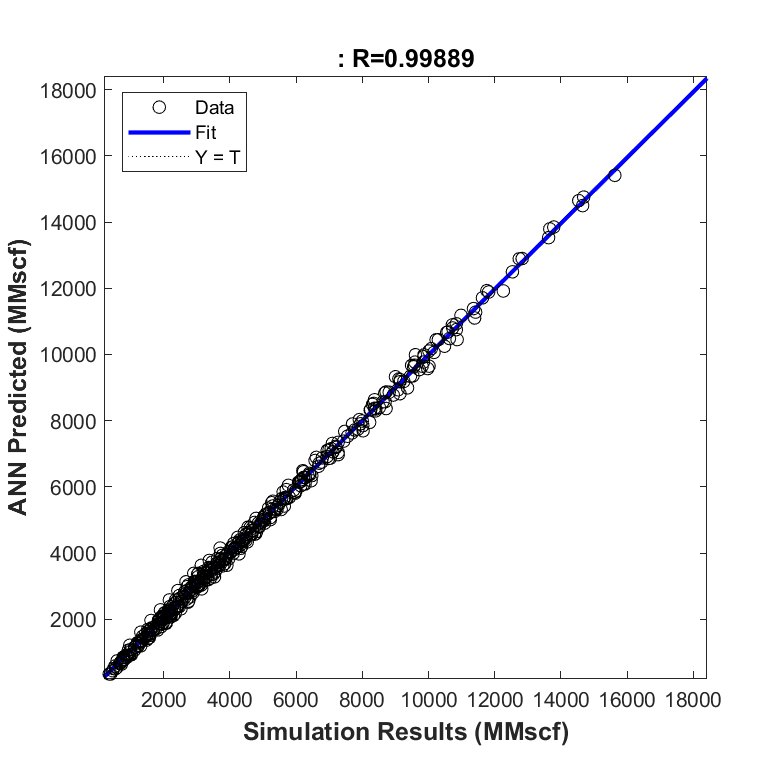 : R=0.99889
18000
16000
14000
12000
10000
8000
6000
4000
2000
Data
Fit
Y = T
ANN Predicted (MMscf)
2000 4000 6000 8000 10000 12000 14000 16000 18000
Simulation Results (MMscf)